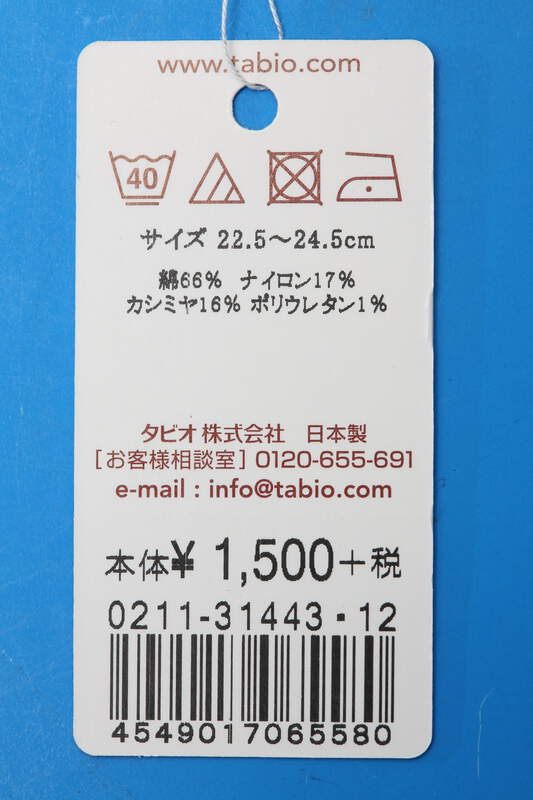 www.tabio.com
40
サイズ 22.5～24.5cm
綿66% ナイロン17%
カシミヤ16% ポリウレタン1%
タビオ 株式会社 日本製
[お客様相談室] 0120-655-691
e-mail : info@tabio.com
本体¥ 1,500+税
0211-31443・12
4549017065580